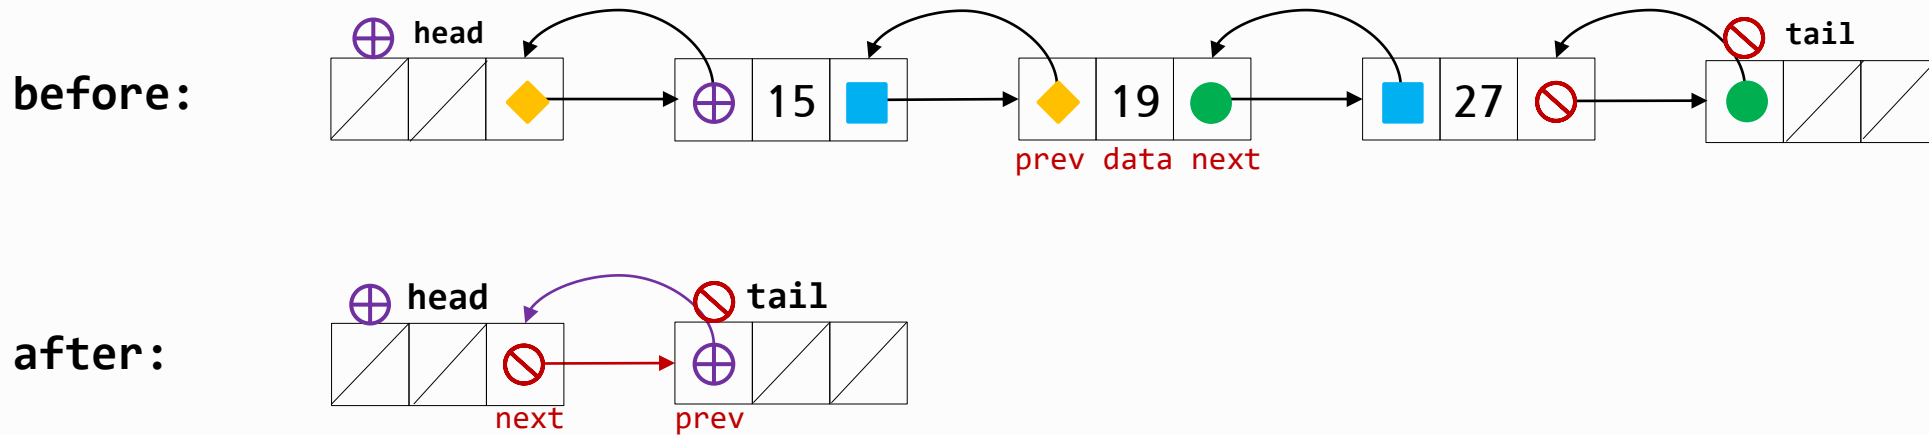 head
tail
before:
15
19
27
prev data next
head
tail
after:
next
prev